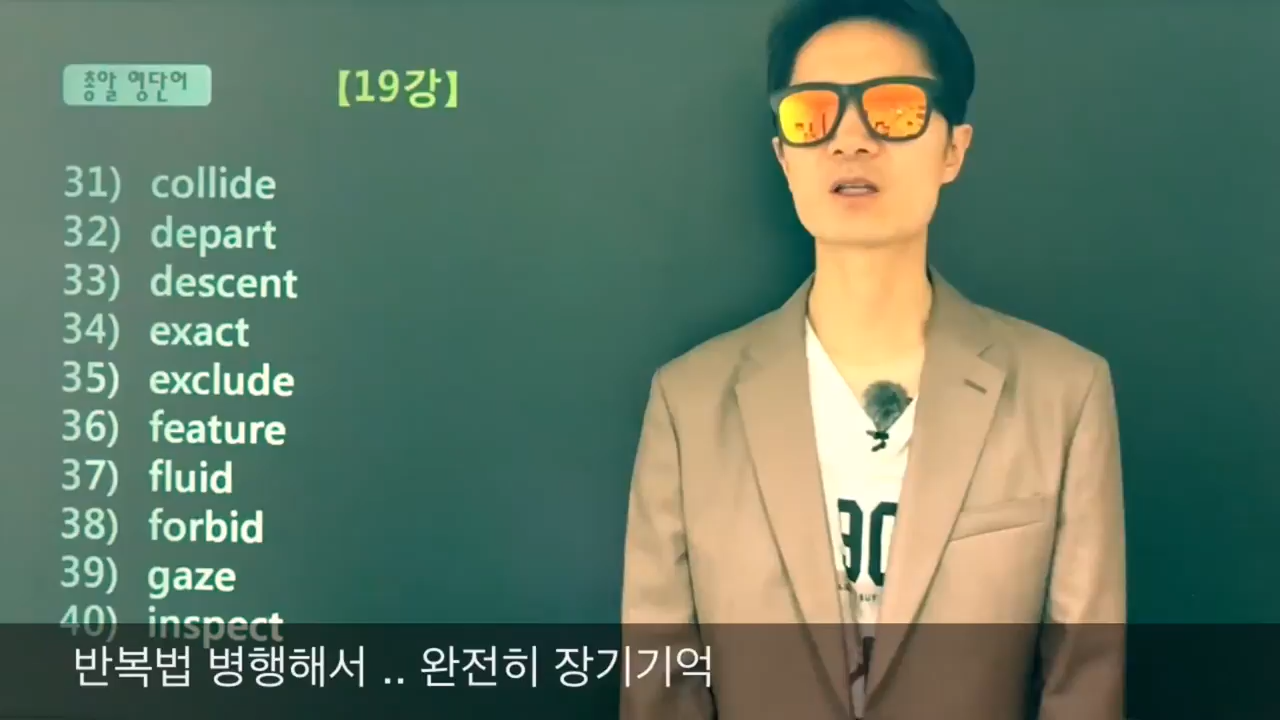 총알 영단어
【19강】
31) collide
32) depart
33) descent
34) exact
35) exclude
36) feature
37) fluid
38) forbid
39) gaze
40) inspect
90
반복법 병행해서 .. 완전히 장기기억